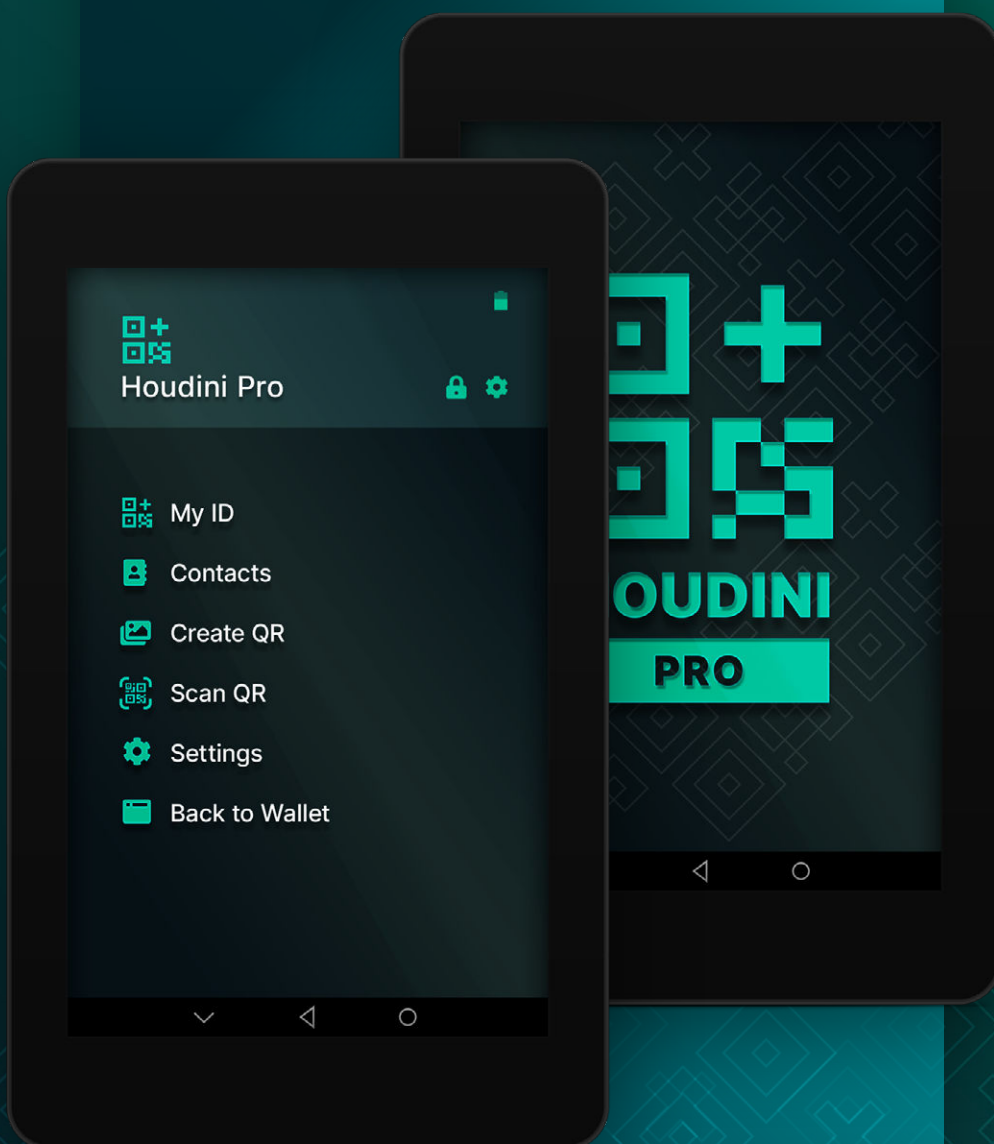 Houdini Pro
My ID
Contacts
Create QR
Scan QR
Settings
Back to Wallet
OUDINI
PRO